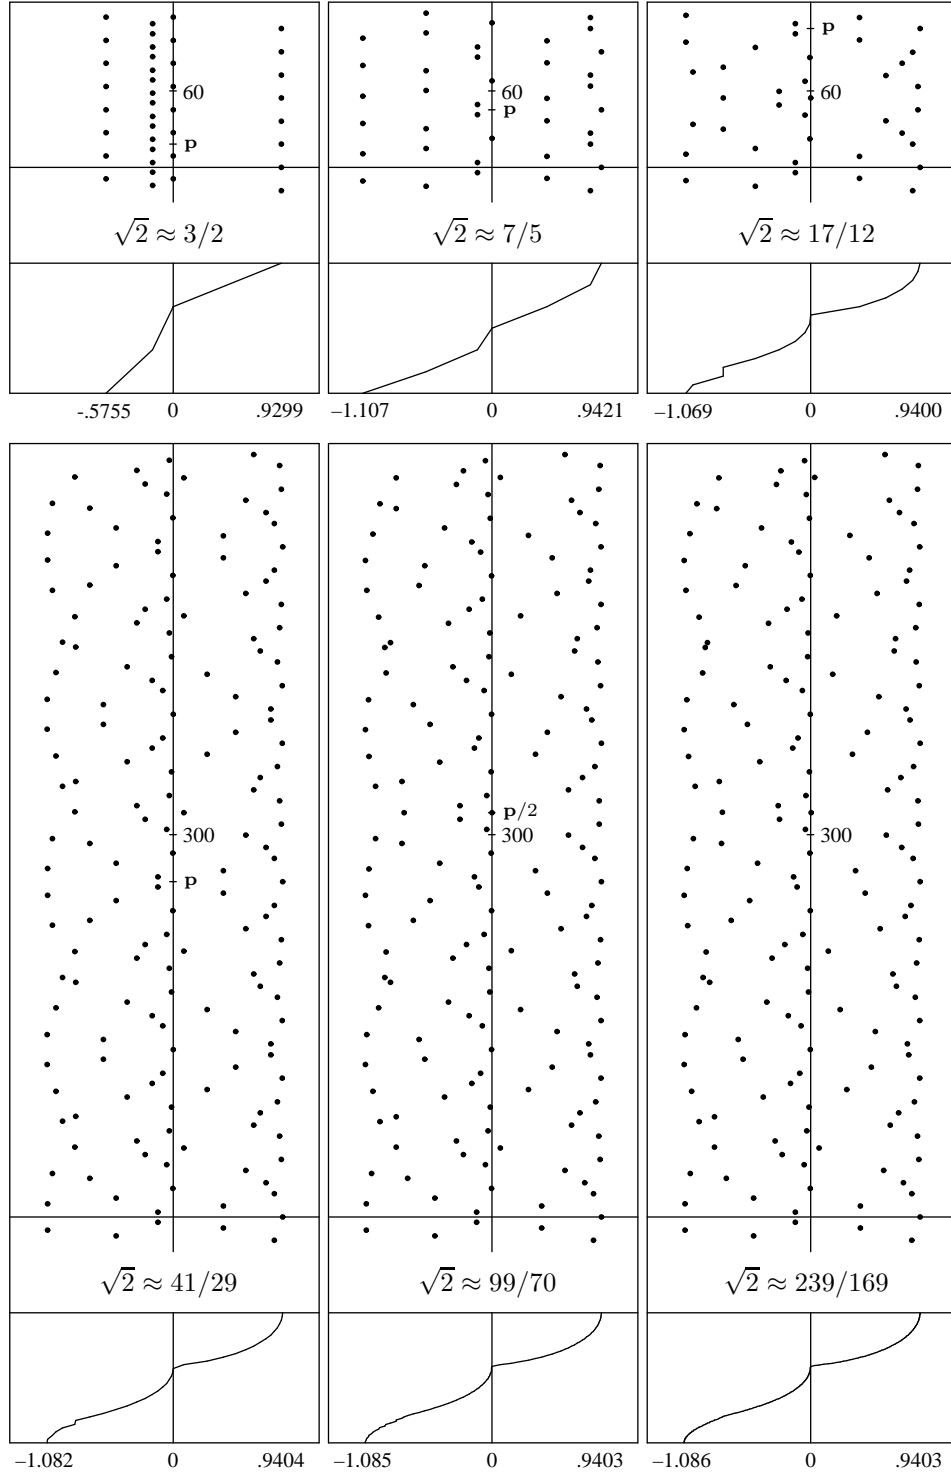 60
p
60
p
p
60
√2 ≈ 3/2
√2 ≈ 7/5
√2 ≈ 17/12
-.5755 0 .9299
–1.107 0 .9421
–1.069 0 .9400
300
p
p/2
300
300
√2 ≈ 41/29
√2 ≈ 99/70
√2 ≈ 239/169
–1.082 0 .9404
–1.085 0 .9403
–1.086 0 .9403